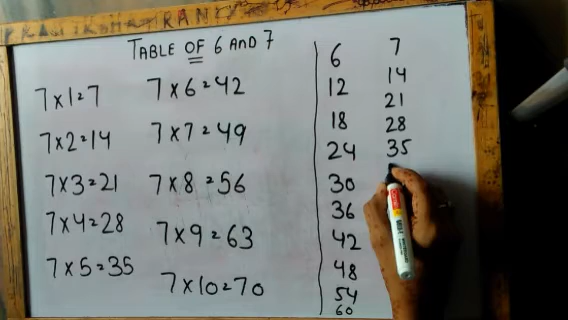 TABLE OF 6 AND 7
7x1=7
7x2=14
7x3=21
7x4=28
7x5=35
7x6=42
7x7=49
7x8=56
7x9=63
7x10=70
6
12
18
24
30
36
42
48
54
60
7
14
21
28
35